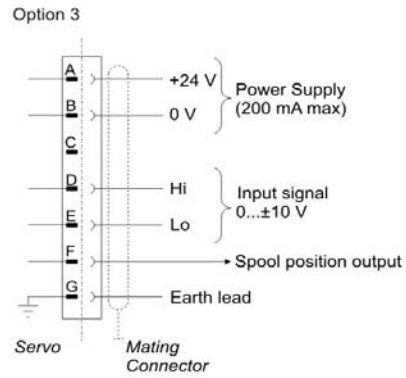 Option 3
A
+24 V
Power Supply
(200 mA max)
B
0 V
C
D
Hi
Input signal
0...±10 V
E
Lo
F
Spool position output
G
Earth lead
Servo
Mating
Connector